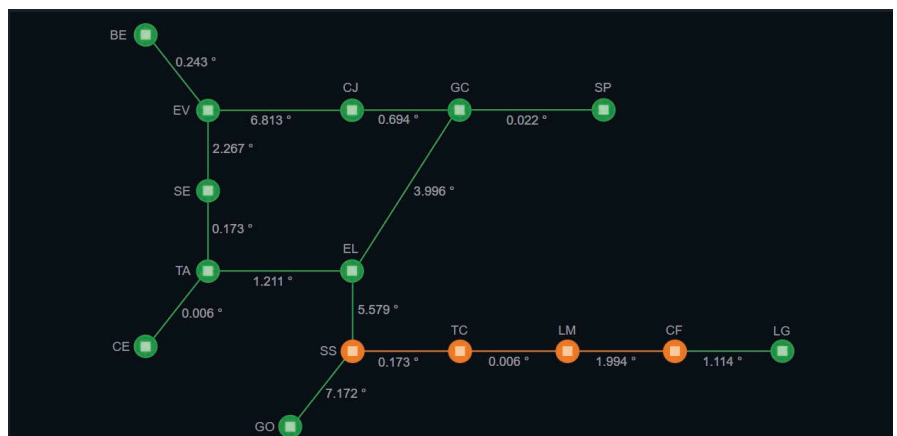 BE
0.243 °
CJ
GC
SP
EV
6.813 °
0.694 °
0.022 °
2.267 °
SE
3.996 °
0.173 °
EL
TA
1.211 °
0.006 °
5.579 °
CE
TC
LM
CF
LG
SS
0.173 °
0.006 °
1.994 °
1.114 °
7.172 °
GO